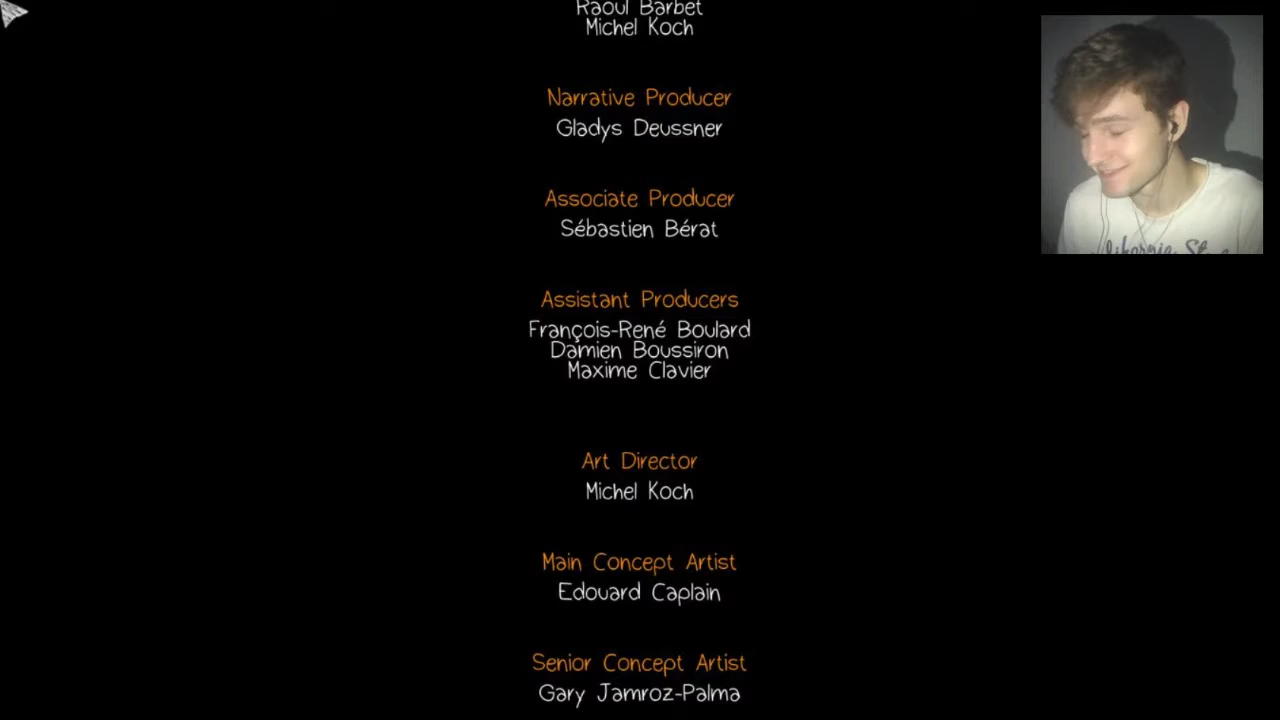 Raoul Barbet
Michel Koch
Narrative Producer
Gladys Deussner
Associate Producer
Sébastien Bérat
Assistant Producers
François-René Boulard
Damien Boussiron
Maxime Clavier
Art Director
Michel Koch
Main Concept Artist
Edouard Caplain
Senior Concept Artist
Gary Jamroz-Palma